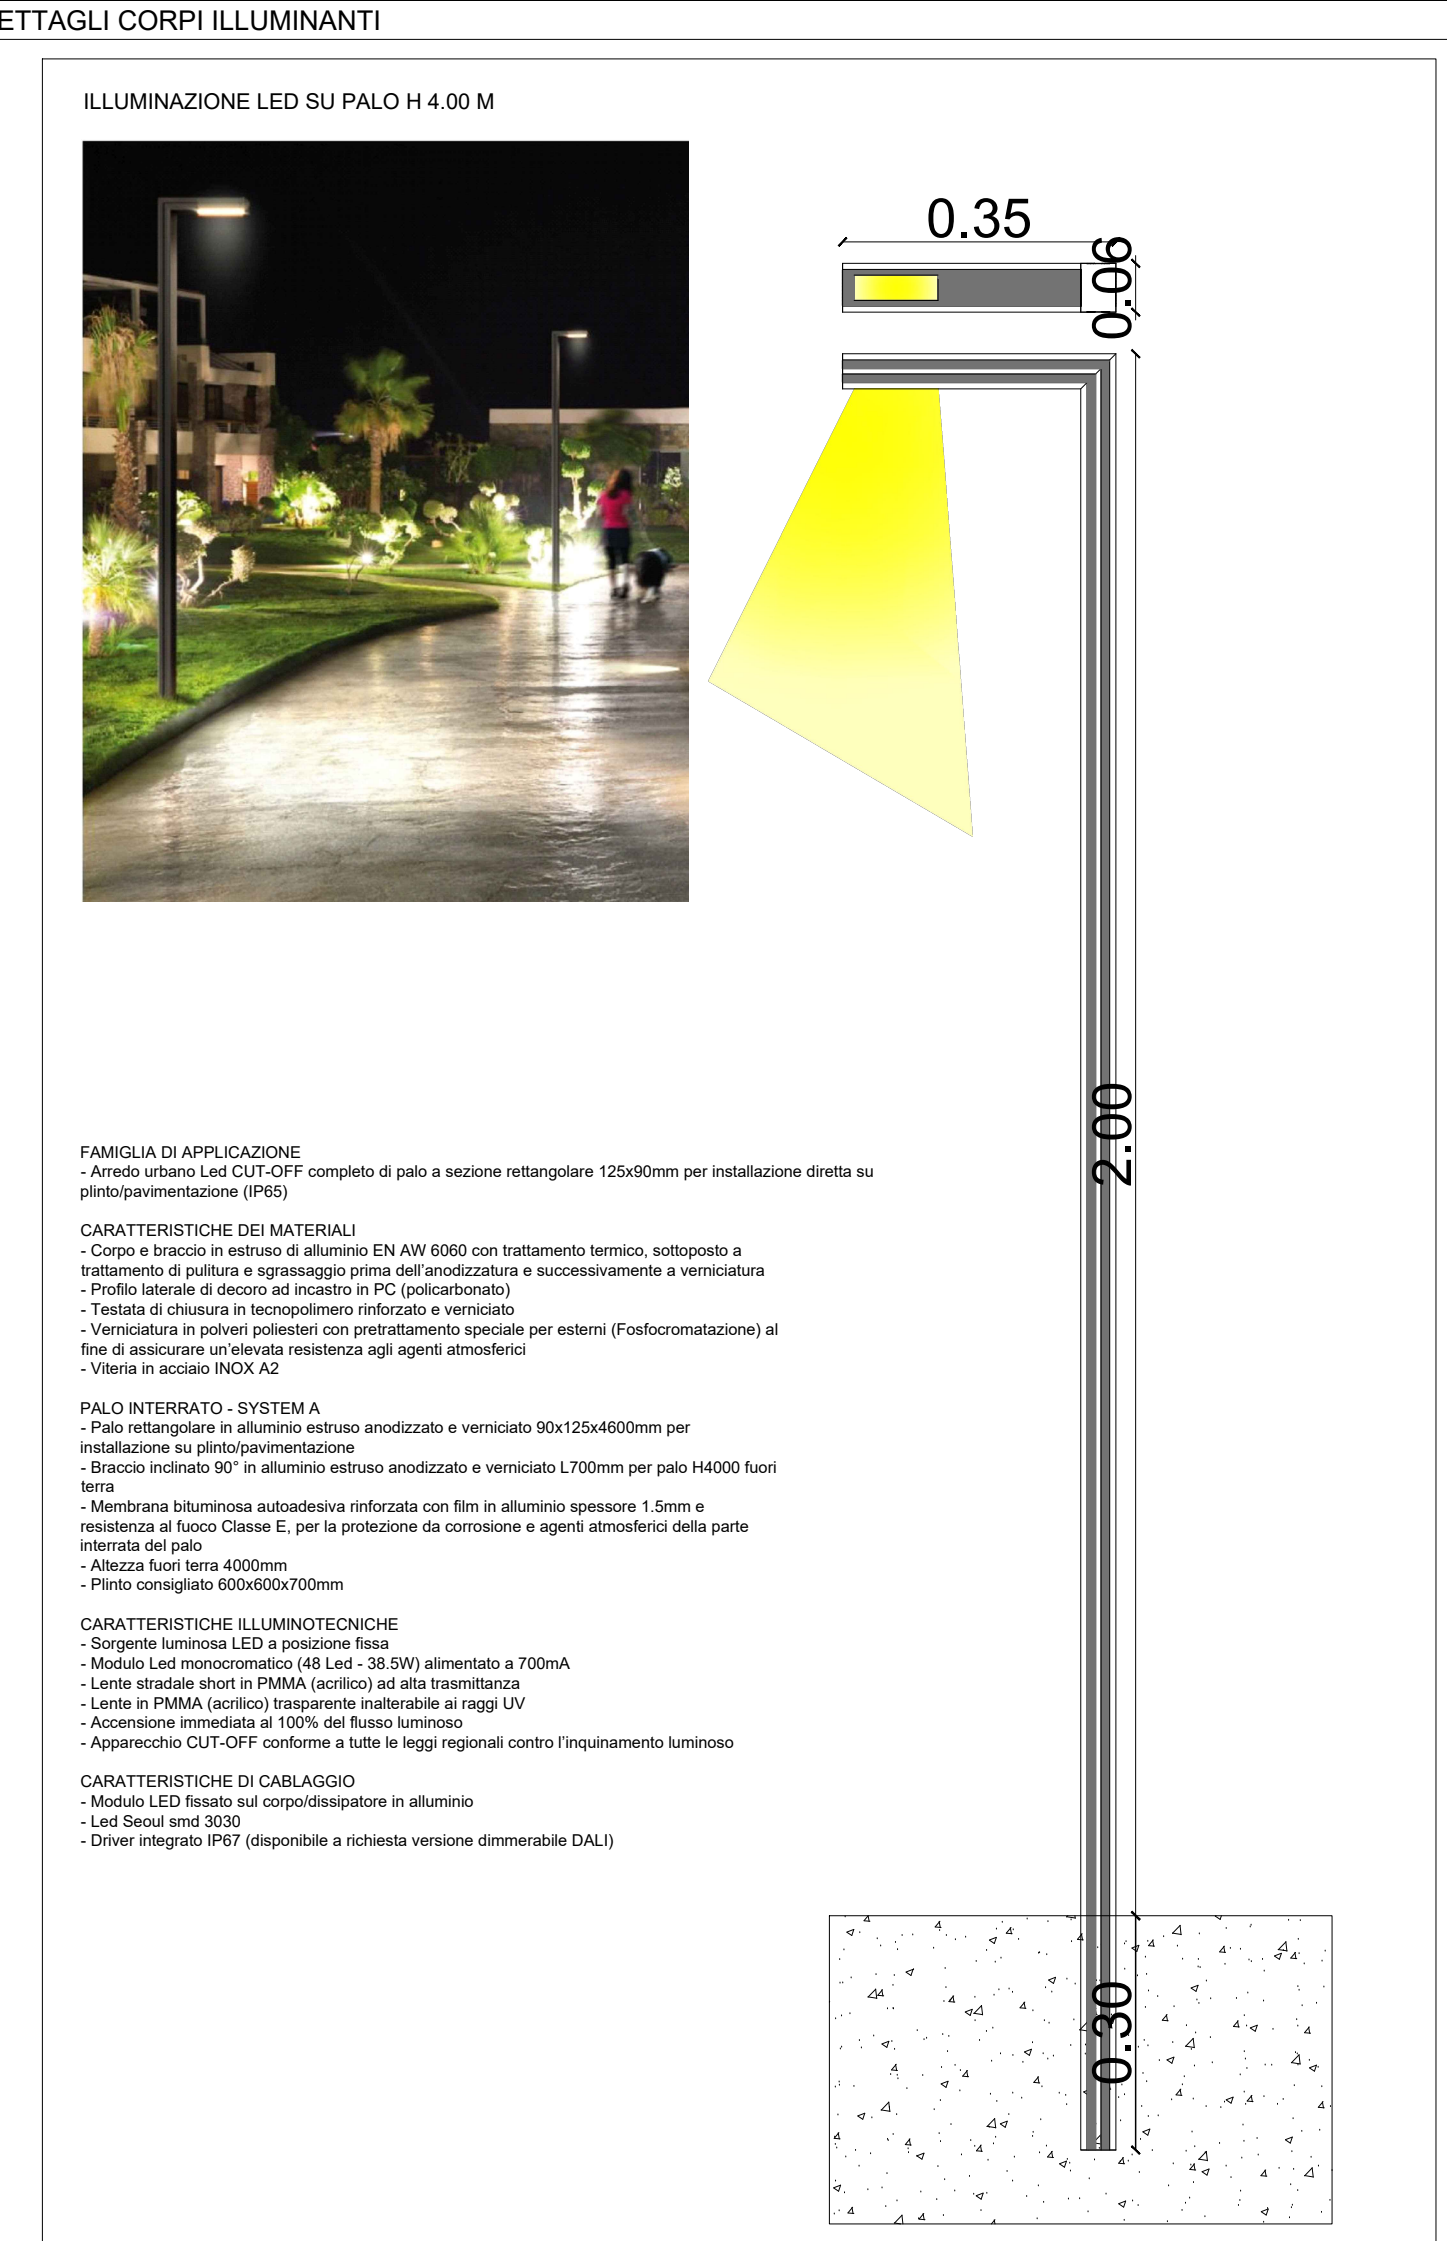 ETTAGLI CORPI ILLUMINANTI
ILLUMINAZIONE LED SU PALO H 4.00 M
0.35
0.06
2.00
FAMIGLIA DI APPLICAZIONE
- Arredo urbano Led CUT-OFF completo di palo a sezione rettangolare 125x90mm per installazione diretta su
plinto/pavimentazione (IP65)
CARATTERISTICHE DEI MATERIALI
- Corpo e braccio in estruso di alluminio EN AW 6060 con trattamento termico, sottoposto a
trattamento di pulitura e sgrassaggio prima dell'anodizzatura e successivamente a verniciatura
- Profilo laterale di decoro ad incastro in PC (policarbonato)
- Testata di chiusura in tecnopolimero rinforzato e verniciato
- Verniciatura in polveri poliesteri con pretrattamento speciale per esterni (Fosfocromatazione) al
fine di assicurare un'elevata resistenza agli agenti atmosferici
- Viteria in acciaio INOX A2
PALO INTERRATO - SYSTEM A
- Palo rettangolare in alluminio estruso anodizzato e verniciato 90x125x4600mm per
installazione su plinto/pavimentazione
- Braccio inclinato 90° in alluminio estruso anodizzato e verniciato L700mm per palo H4000 fuori
terra
- Membrana bituminosa autoadesiva rinforzata con film in alluminio spessore 1.5mm e
resistenza al fuoco Classe E, per la protezione da corrosione e agenti atmosferici della parte
interrata del palo
- Altezza fuori terra 4000mm
- Plinto consigliato 600x600x700mm
CARATTERISTICHE ILLUMINOTECNICHE
- Sorgente luminosa LED a posizione fissa
- Modulo Led monocromatico (48 Led - 38.5W) alimentato a 700mA
- Lente stradale short in PMMA (acrilico) ad alta trasmittanza
- Lente in PMMA (acrilico) trasparente inalterabile ai raggi UV
- Accensione immediata al 100% del flusso luminoso
- Apparecchio CUT-OFF conforme a tutte le leggi regionali contro l'inquinamento luminoso
CARATTERISTICHE DI CABLAGGIO
- Modulo LED fissato sul corpo/dissipatore in alluminio
- Led Seoul smd 3030
- Driver integrato IP67 (disponibile a richiesta versione dimmerabile DALI)
0.30